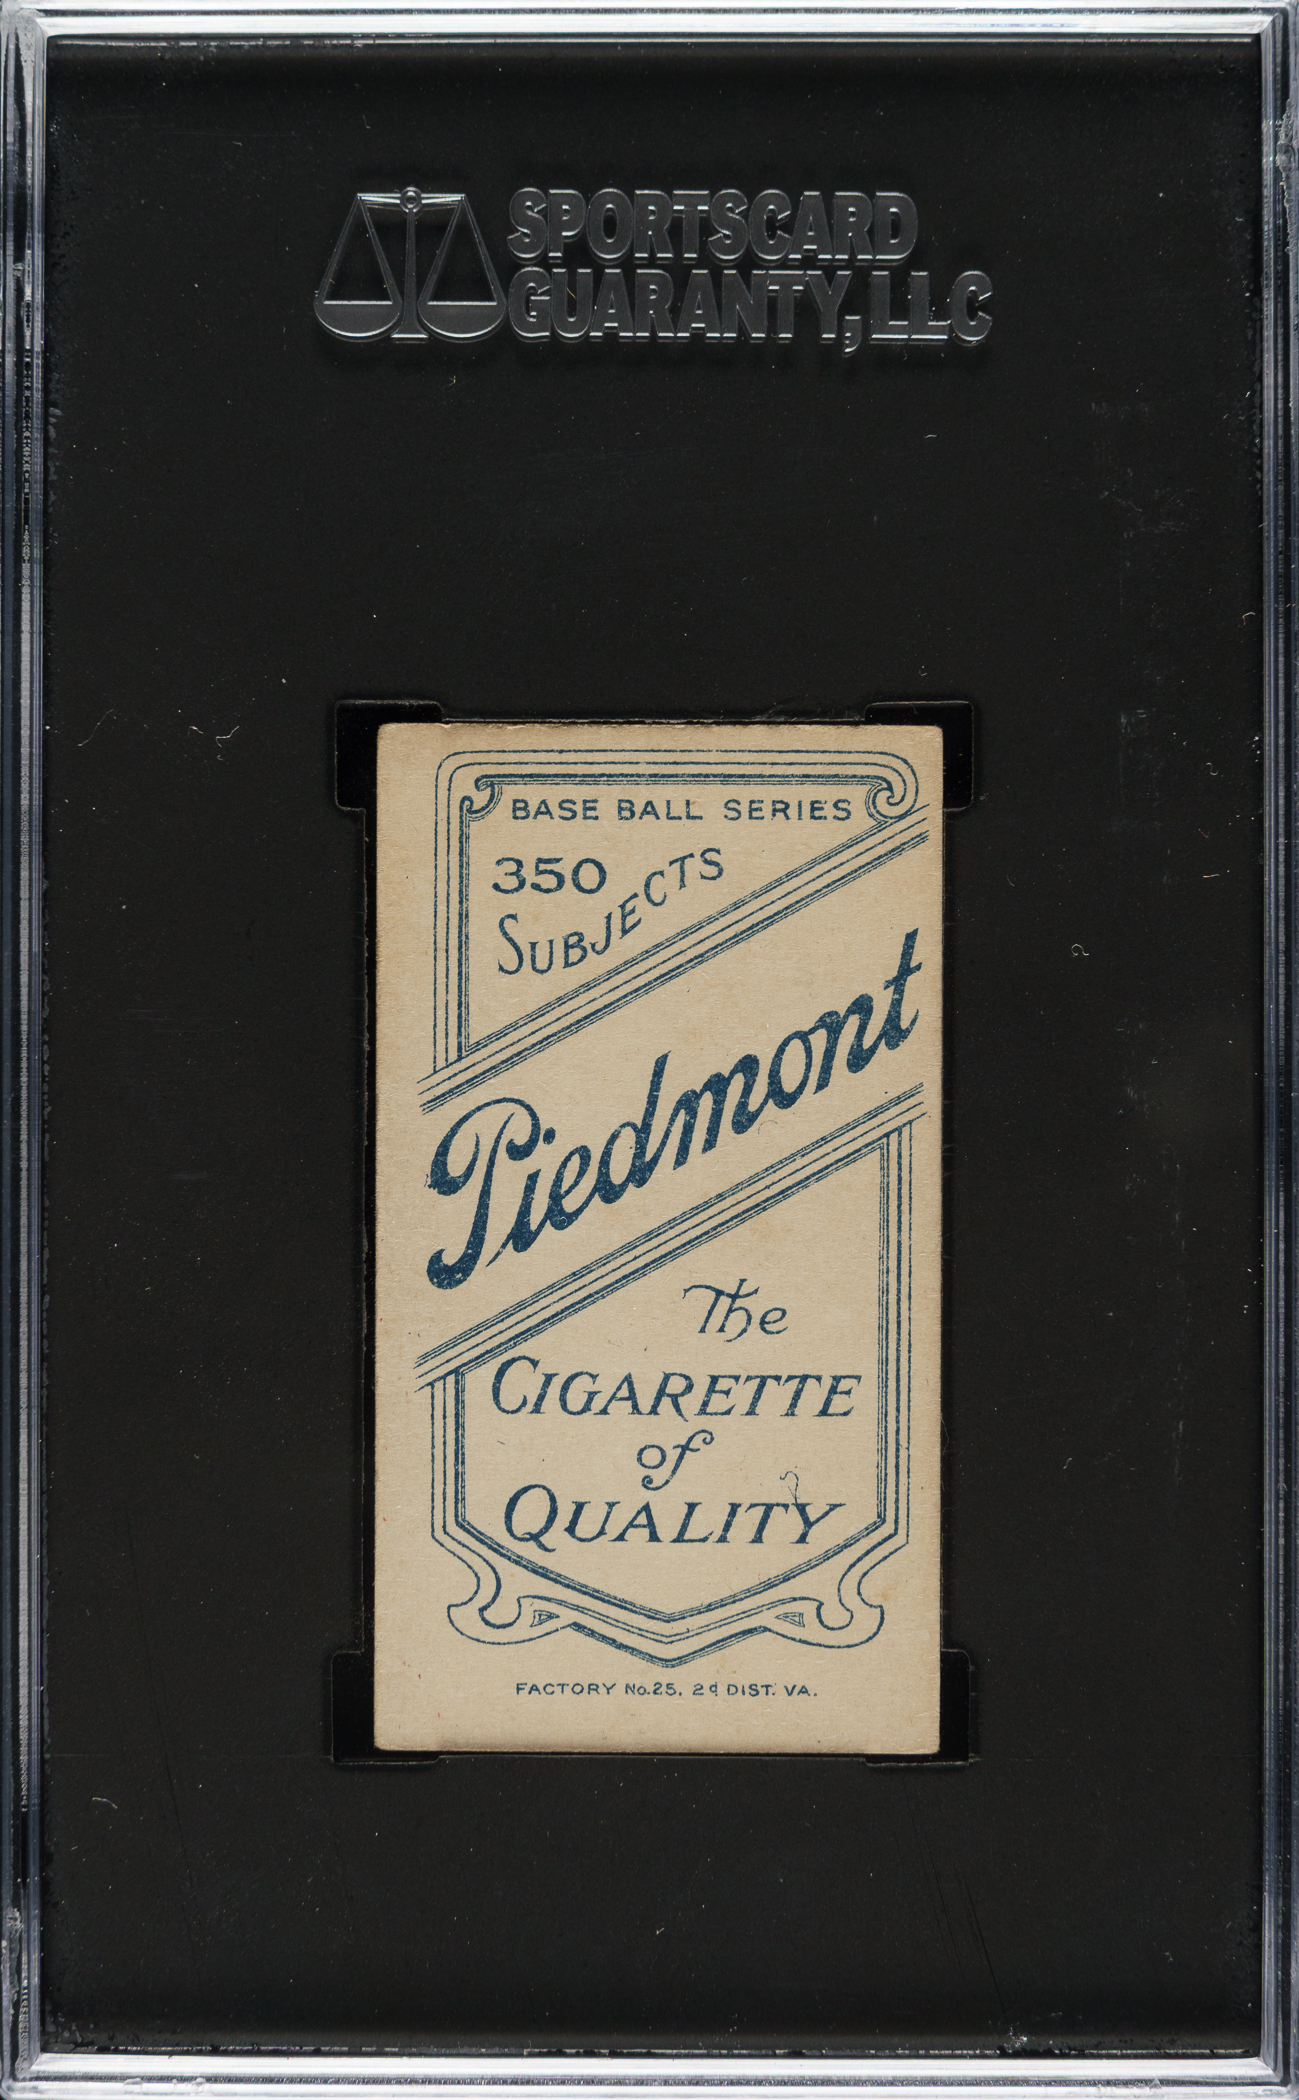 SPORTSCARD
GUARANTY, LLC
BASE BALL SERIES
350
SUBJECTS
Piedmont
The
CIGARETTE
of
QUALITY
FACTORY No. 25, 2d DIST. VA.